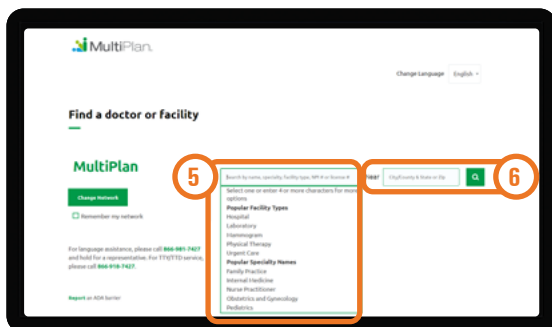 MultiPlan.
Change Language English
Find a doctor or facility
MultiPlan
Change Network
Remember my network
For language assistance, please call 866-981-7427
and hold for a representative. For TTY/TTD service,
please call 866-918-7427.
Report an ADA barrier
5
Search by name, specialty, facility type, NPI # or license #
Select one or enter 4 or more characters for more
options
Popular Facility Types
Hospital
Laboratory
Mammogram
Physical Therapy
Urgent Care
Popular Specialty Names
Family Practice
Internal Medicine
Nurse Practitioner
Obstetrics and Gynecology
Pediatrics
Near City/County & State or Zip
6